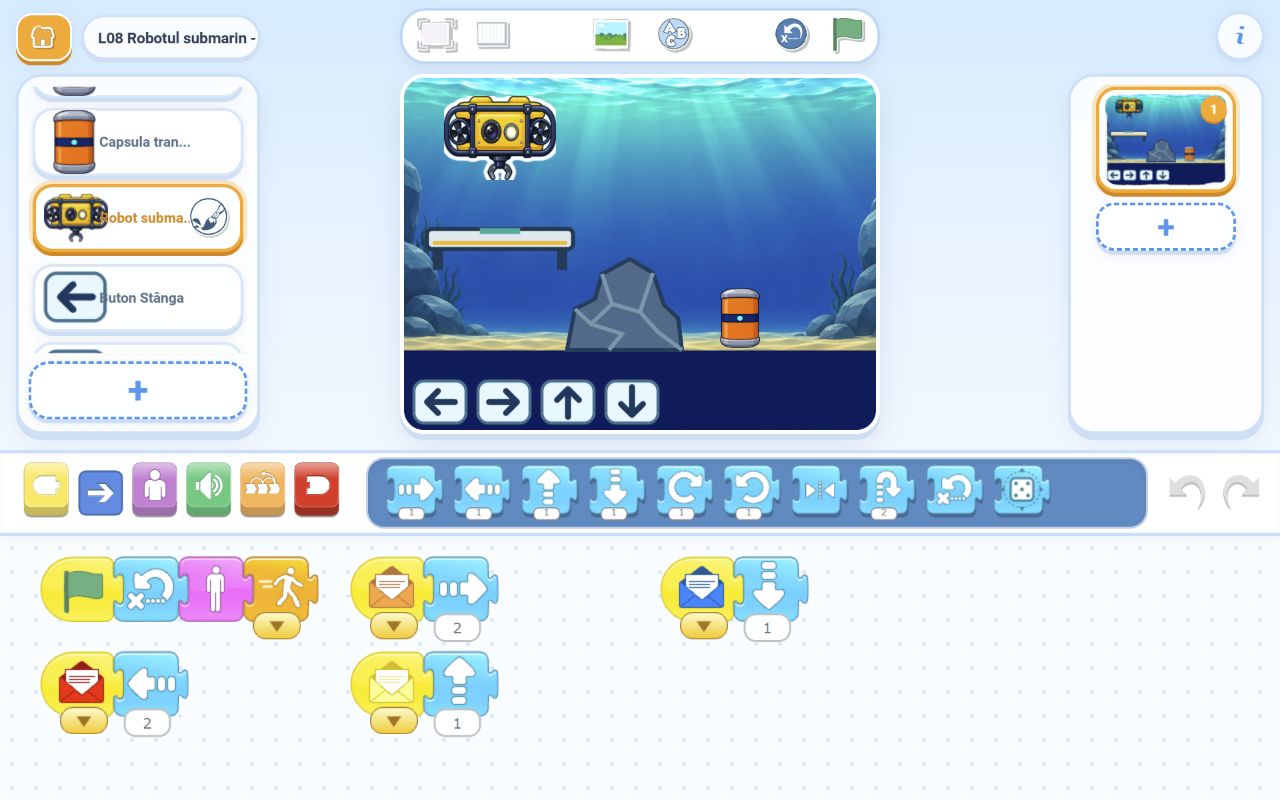 L08 Robotul submarin -
A
B
C
i
Capsula tran...
1
Robot subma...
+
Buton Stânga
+
1
1
1
1
1
1
2
2
1
2
1